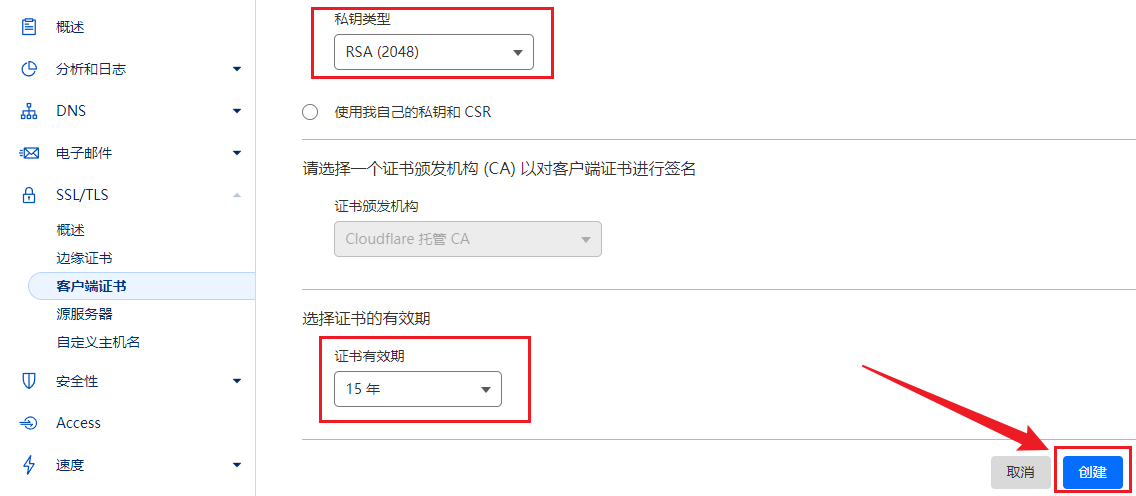 概述
分析和日志
DNS
电子邮件
SSL/TLS
概述
边缘证书
客户端证书
源服务器
自定义主机名
安全性
Access
速度
私钥类型
RSA (2048)
使用我自己的私钥和 CSR
请选择一个证书颁发机构 (CA) 以对客户端证书进行签名
证书颁发机构
Cloudflare 托管 CA
选择证书的有效期
证书有效期
15 年
取消
创建